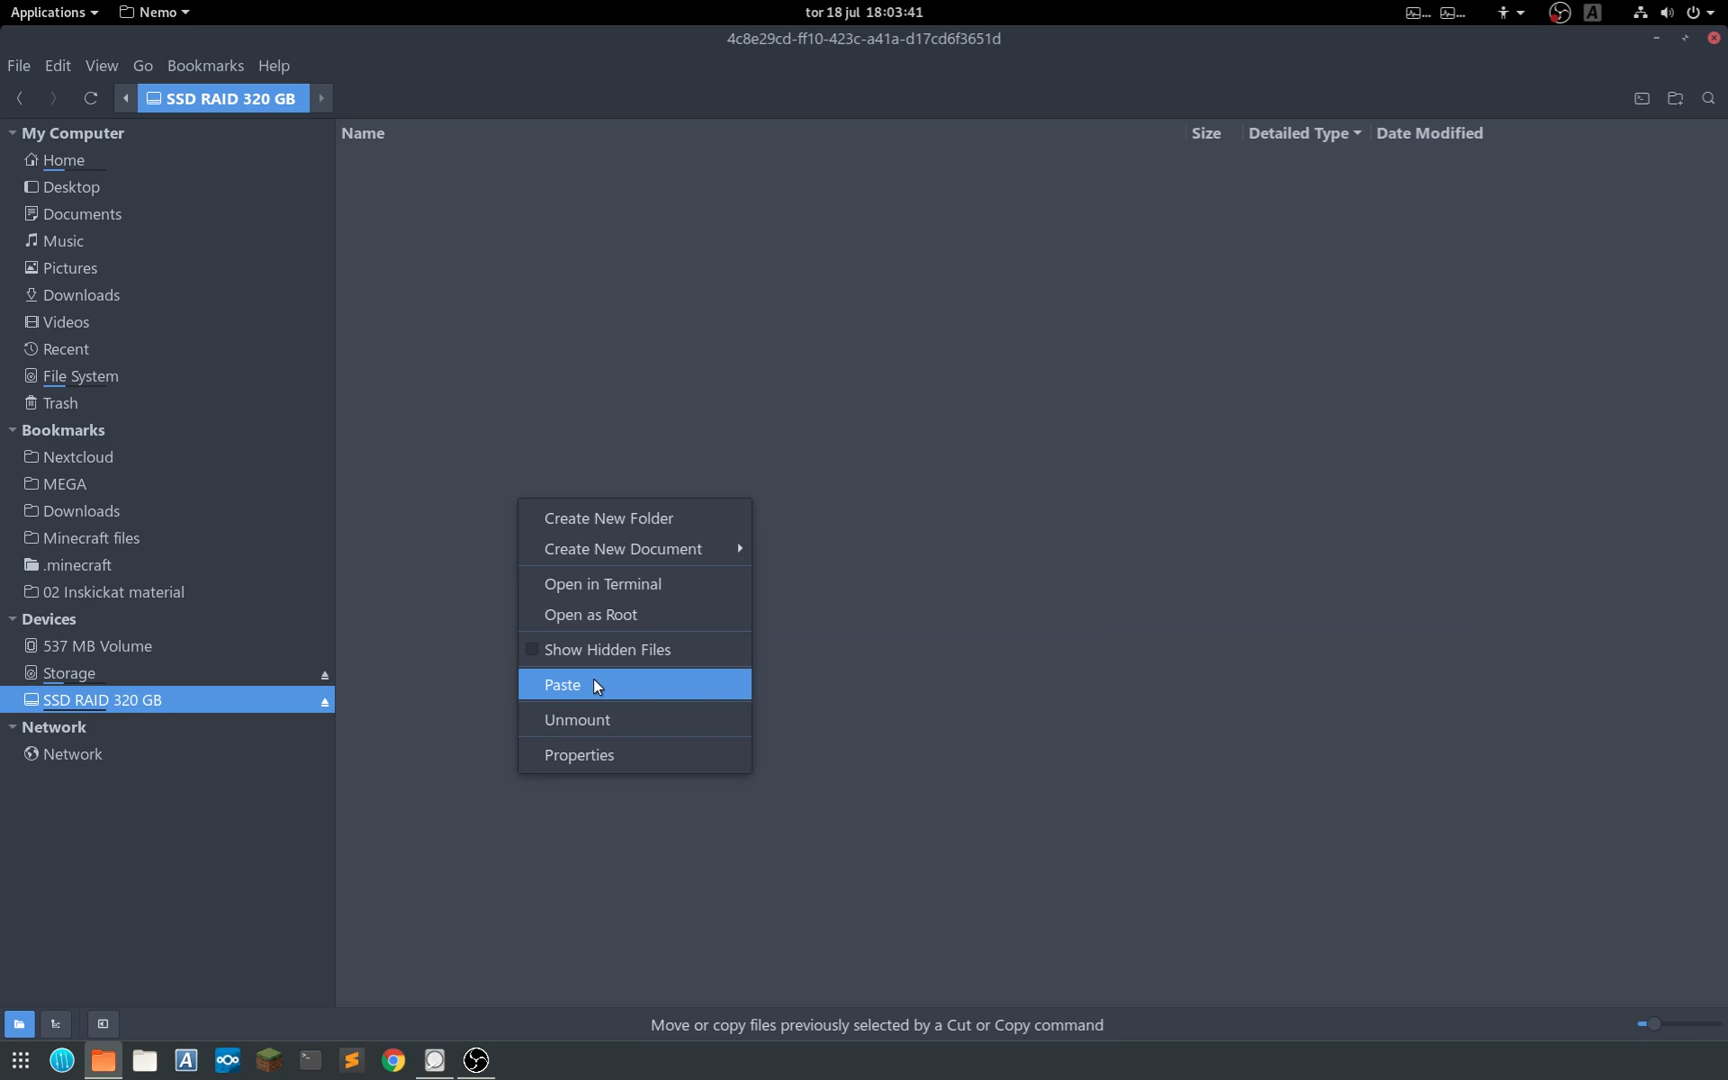 Applications Nemo tor 18 jul 18:03:41
4c8e29cd-ff10-423c-a41a-d17cd6f3651d
File Edit View Go Bookmarks Help
SSD RAID 320 GB
My Computer
Home
Desktop
Documents
Music
Pictures
Downloads
Videos
Recent
File System
Trash
Bookmarks
Nextcloud
MEGA
Downloads
Minecraft files
.minecraft
02 Inskickat material
Devices
537 MB Volume
Storage
SSD RAID 320 GB
Network
Network
Name Size Detailed Type Date Modified
Create New Folder
Create New Document
Open in Terminal
Open as Root
Show Hidden Files
Paste
Unmount
Properties
Move or copy files previously selected by a Cut or Copy command